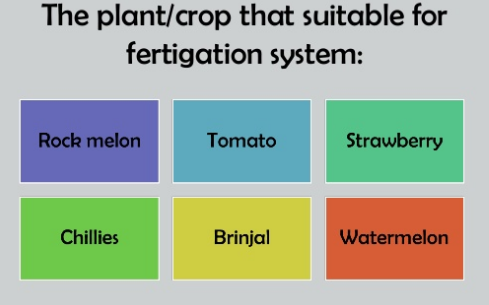 The plant/crop that suitable for
fertigation system:
Rock melon
Tomato
Strawberry
Chillies
Brinjal
Watermelon